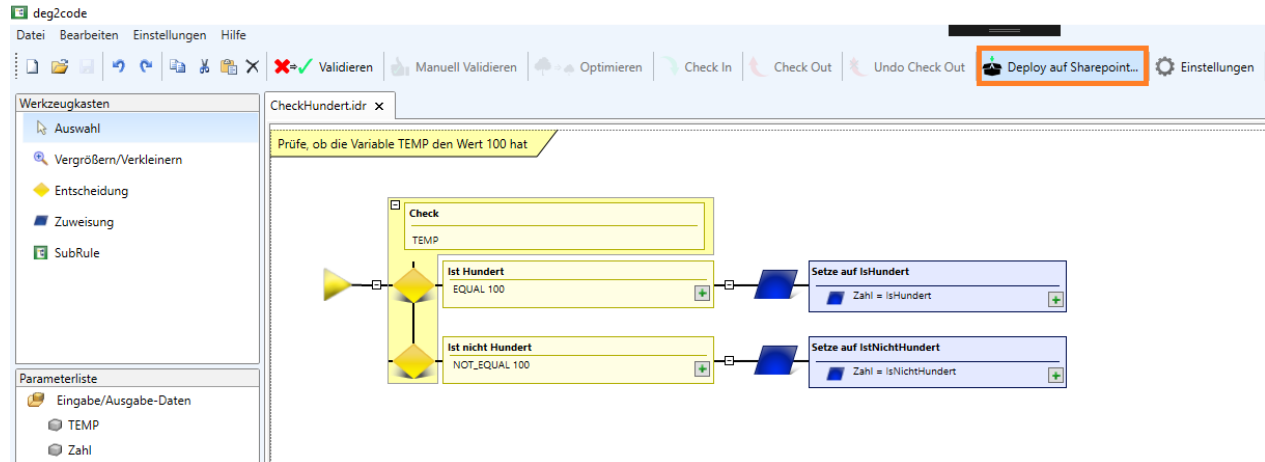 deg2code
Datei Bearbeiten Einstellungen Hilfe
Validieren Manuell Validieren Optimieren Check In Check Out Undo Check Out Deploy auf Sharepoint... Einstellungen
Werkzeugkasten
CheckHundert.idr
Auswahl
Vergrößern/Verkleinern
Entscheidung
Zuweisung
SubRule
Parameterliste
Eingabe/Ausgabe-Daten
TEMP
Zahl
Prüfe, ob die Variable TEMP den Wert 100 hat
Check
TEMP
Ist Hundert
EQUAL 100
Setze auf IsHundert
Zahl = IsHundert
Ist nicht Hundert
NOT_EQUAL 100
Setze auf IstNichtHundert
Zahl = IsNichtHundert